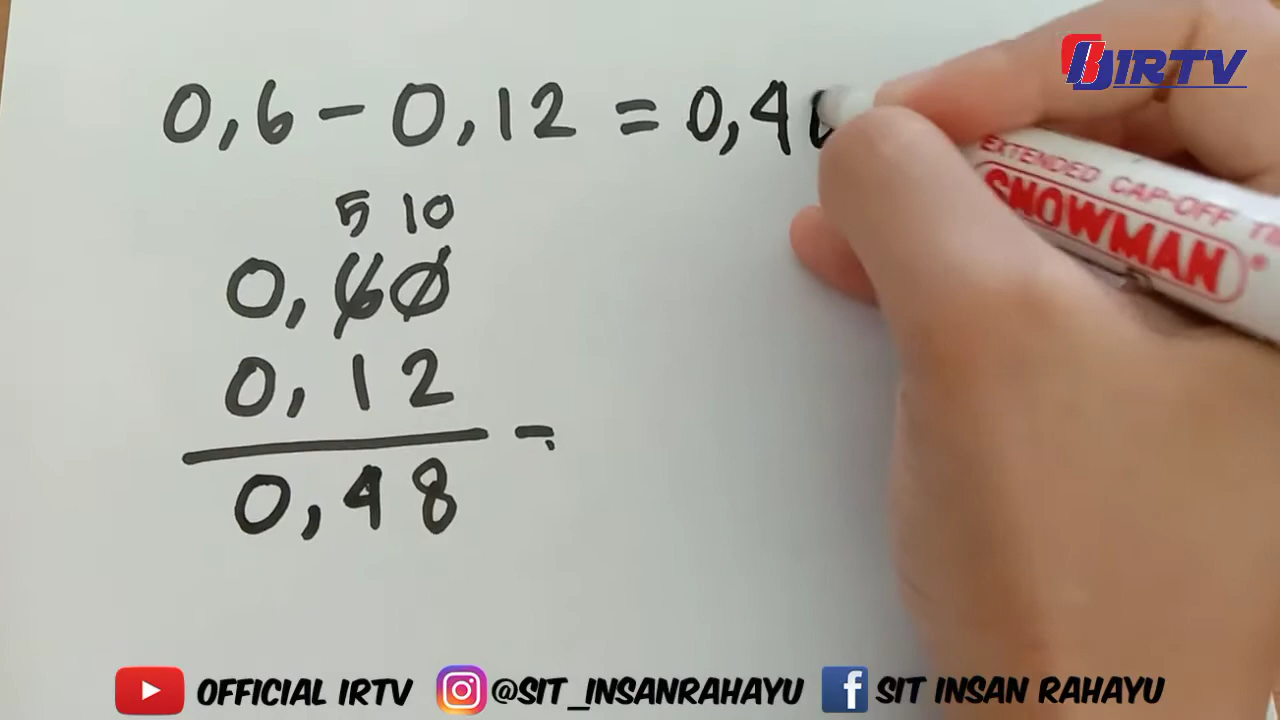 IRTV
0,6 - 0,12 = 0,4
EXTENDED CAP-OFF
SNOWMAN
5 10
0,60
0,12
-
0,48
OFFICIAL IRTV @SIT_INSANRAHAYU SIT INSAN RAHAYU